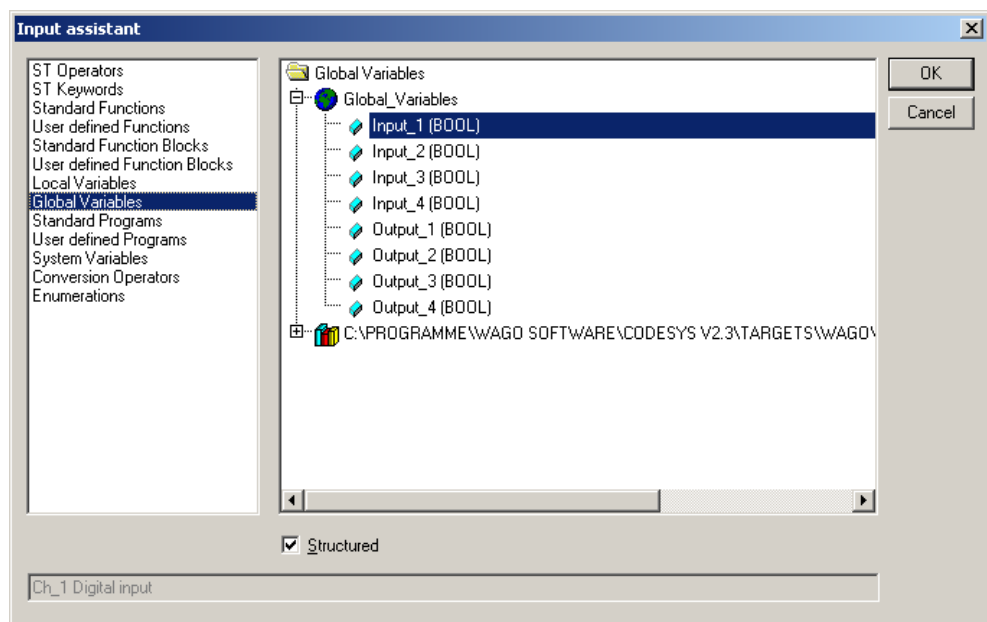 Input assistant
ST Operators
ST Keywords
Standard Functions
User defined Functions
Standard Function Blocks
User defined Function Blocks
Local Variables
Global Variables
Standard Programs
User defined Programs
System Variables
Conversion Operators
Enumerations
Global Variables
Global_Variables
Input_1 (BOOL)
Input_2 (BOOL)
Input_3 (BOOL)
Input_4 (BOOL)
Output_1 (BOOL)
Output_2 (BOOL)
Output_3 (BOOL)
Output_4 (BOOL)
C:\PROGRAMME\WAGO SOFTWARE\CODESYS V2.3\TARGETS\WAGO\
OK
Cancel
Structured
Ch_1 Digital input